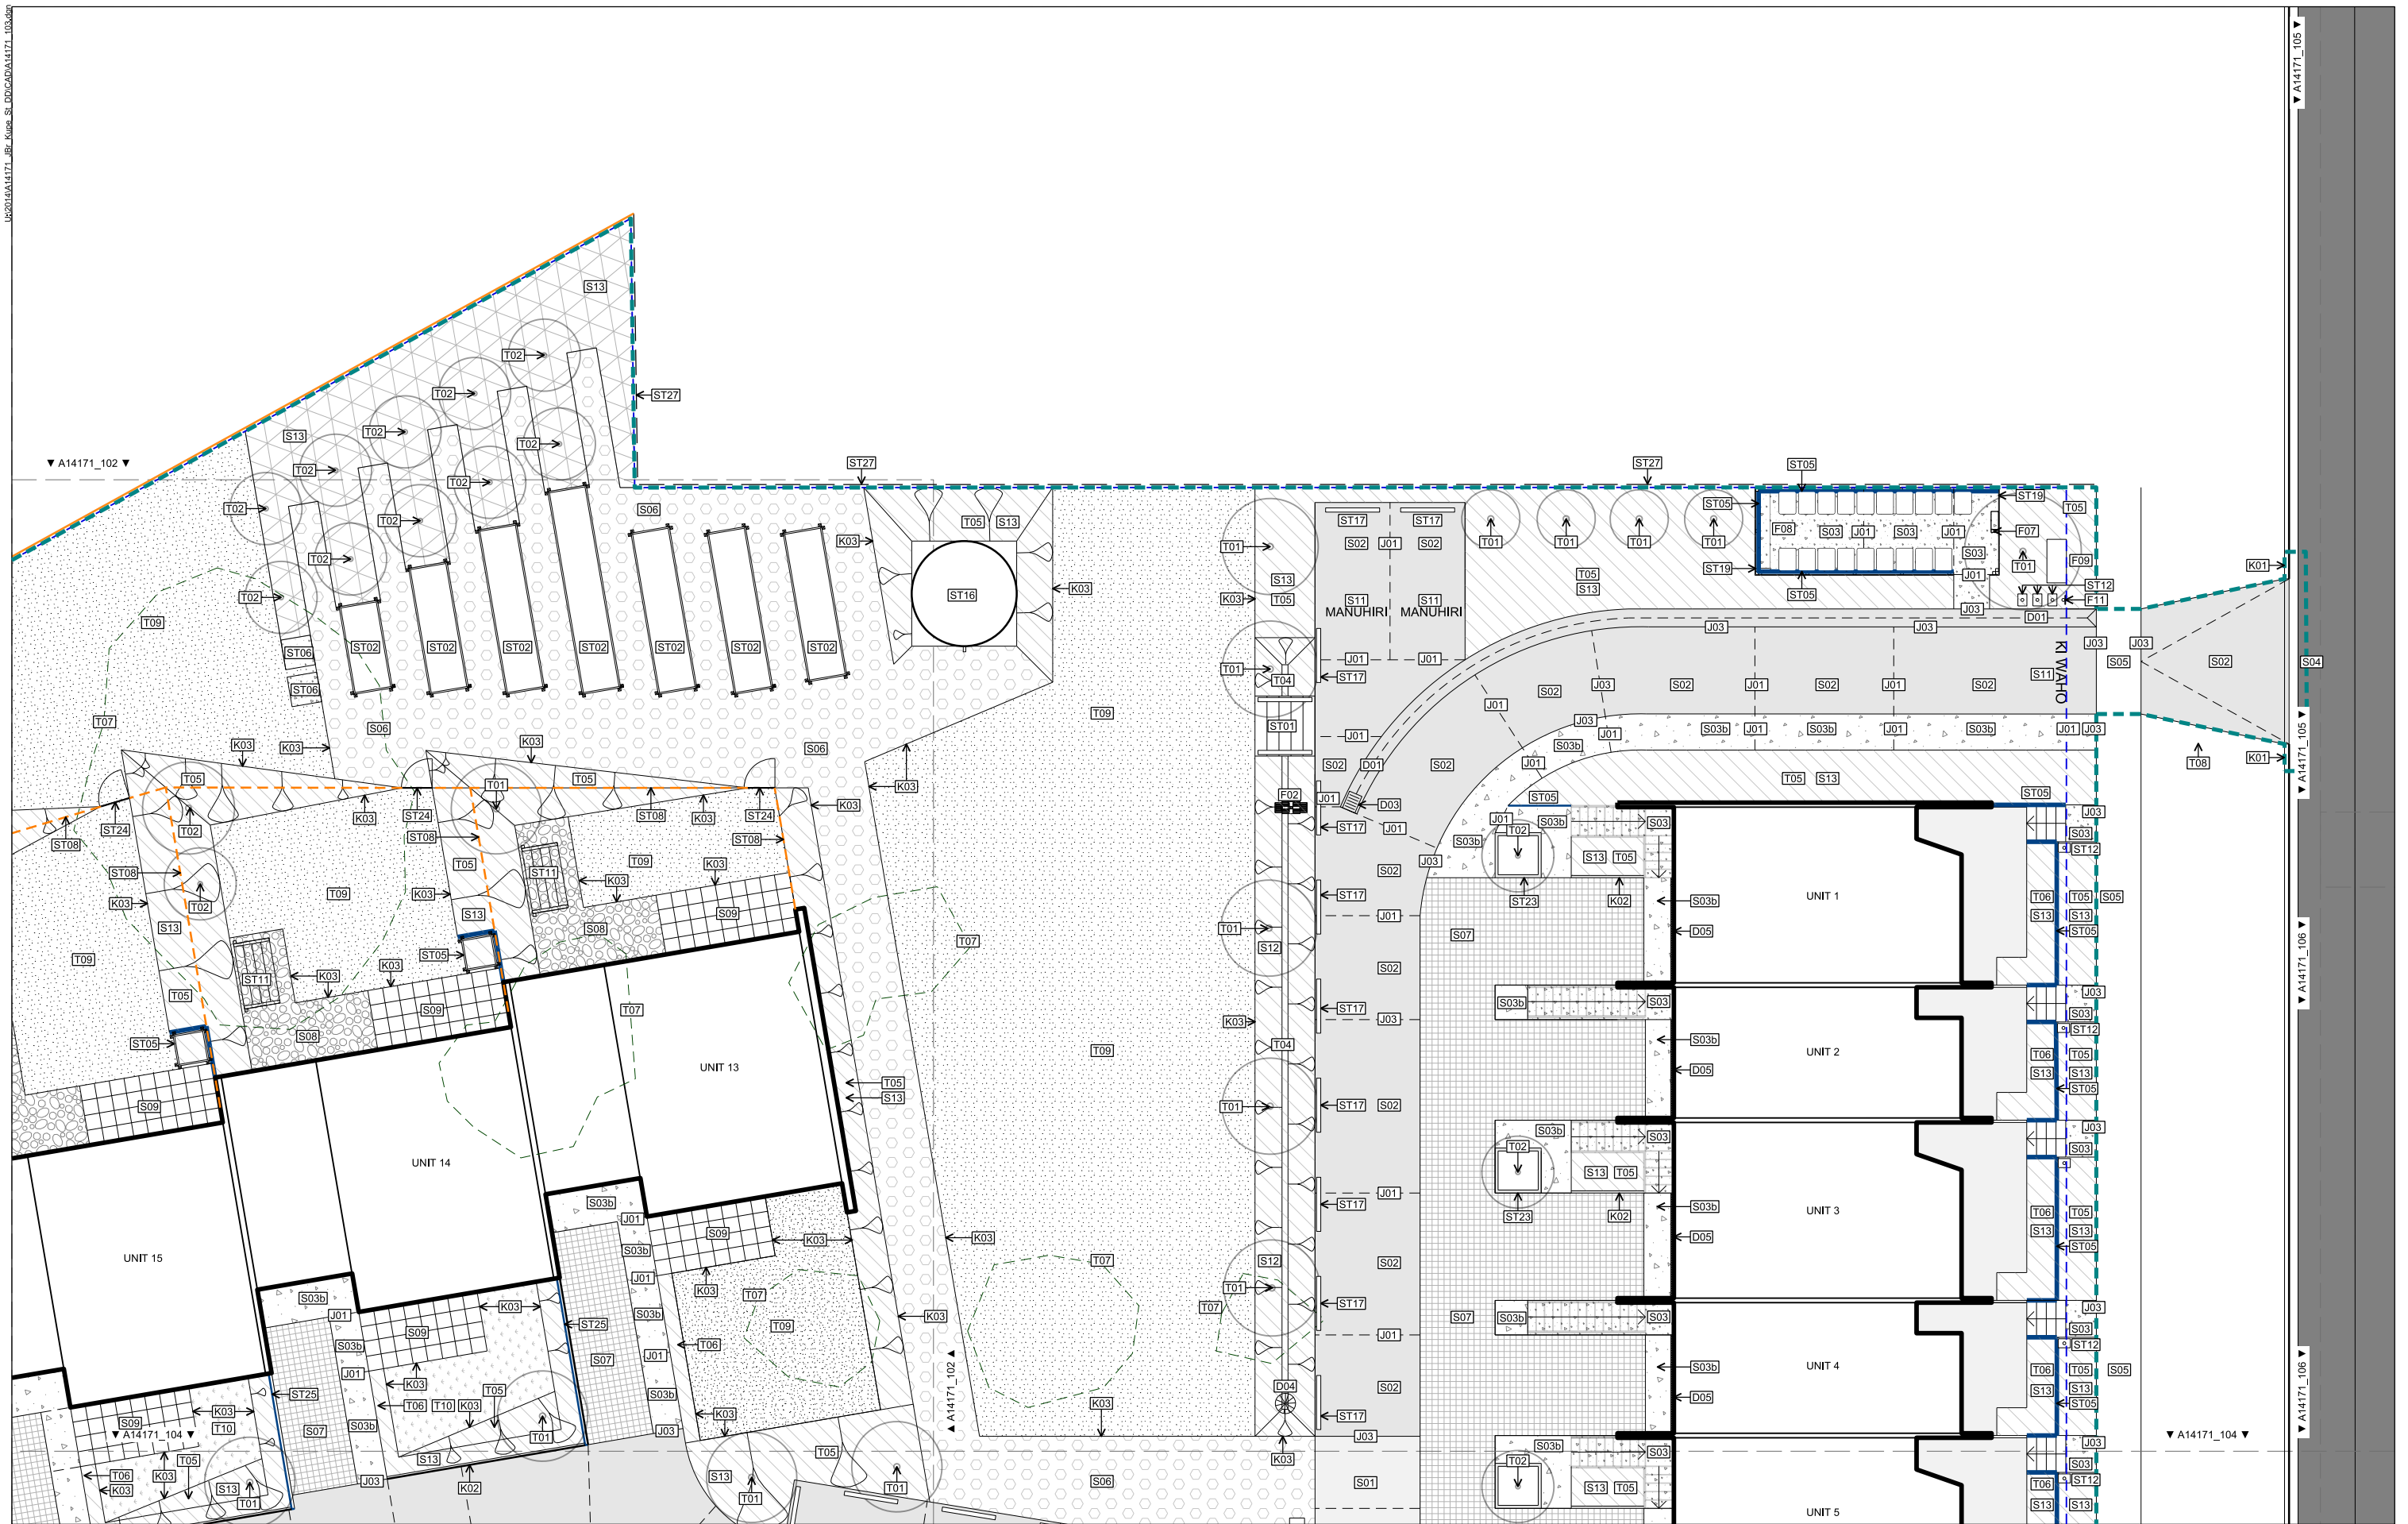 U:\2014\A14171_JBr_Kupe_St_DD\CAD\A14171_103.dgn
▼ A14171_105 ▼
S13
T02
ST27
T02
T02
S13
T02
T02
T02
▼ A14171_102 ▼
ST27
ST27
ST05
T02
T02
ST05
ST19
S06
T05 S13
ST17 ST17
T05
F08 S03 J01 S03 J01
F07
K03
S02 J01 S02
T01
T01 T01 T01 T01
S03
T01
F09
T02
ST19
J01
K01
T05
S13
S13
ST05
ST12
T02
K03
ST16
K03
T05
S11 S11
F11
MANUHIRI MANUHIRI
J03
D01
T09
J03 J03
J03 J03
ST06
ST02 ST02 ST02 ST02 ST02 ST02 ST02
J01 J01
S05 S02 S04
T01
ST17
KI WAHO
S11
ST06
T04
S02 J03 S02 J01 S02 J01 S02
J01
T07
T09
S06
ST01
J03
S03b J01 S03b J01 S03b J01 J03
▼ A14171_105 ▼
K03 K03 K03
S06
J01
J01
S03b
K01
T08
S02 D01 S02
J01
T05 T05
T01
K03
T05 S13
F02
J01
D03
ST05
ST05
K03
ST24
T02
K03
ST24
ST08
K03
ST24
K03
J03
ST17
J01
J01 S03b S03
T02
S03
ST08
ST08
ST08
S03b
ST12
T05
T09
S13 T05
J03
ST08
ST11
S02
K03
T09
K03
K03
ST17
ST23
K02
UNIT 1
S03b
T06 T05 S05
K03
T02
S13
S09
J01
S13 S13
S13
S08
T07
T01
S12
S07
D05
ST05
▼ A14171_106 ▼
ST05
T09
K03
K03
ST11
S02
J03
T05
S09
T07
ST17
S03b S03
S03
K03
J03
ST12
ST05
S08
T04
S03b
UNIT 2
T09
T06 T05
UNIT 13
S13 S13
D05
T05
ST05
S13
S09
T01
ST17
S02
J03
S03b S03
S03
T02
UNIT 14
S13 T05
J01
S03b
ST17
ST23
K02
UNIT 3
T06 T05
S03b
J01
S09
K03
K03
D05
S13 S13
ST05
UNIT 15
S03b
T07
S12
S02
J01
K03
T07
T01
T07
S03b
K03
J01
ST25
S09
S03b
T09
K03
ST17
S07
S03b S03
J03
S03
J01
ST12
S03b
T06
S07
J01
UNIT 4
S03b
T06 T05
J01
K03
D04
S02
D05
S13 S13
S05
ST05
▼ A14171_106 ▼
ST25
T06 T10 K03
T05
S03b
K03
K03
ST17
S09
K03
T10
▼ A14171_104 ▼
S07
S03b
T01
J03
▲ A14171_102 ▲
J03
▼ A14171_104 ▼
S13
T05
K03
S03b S03
J03
S03
T06
K03
K03
T05
S13
T01
J03
K02
S13
T01
T01
S06
S01
T02
S13 T05
ST12
T06
S13 S13
UNIT 5